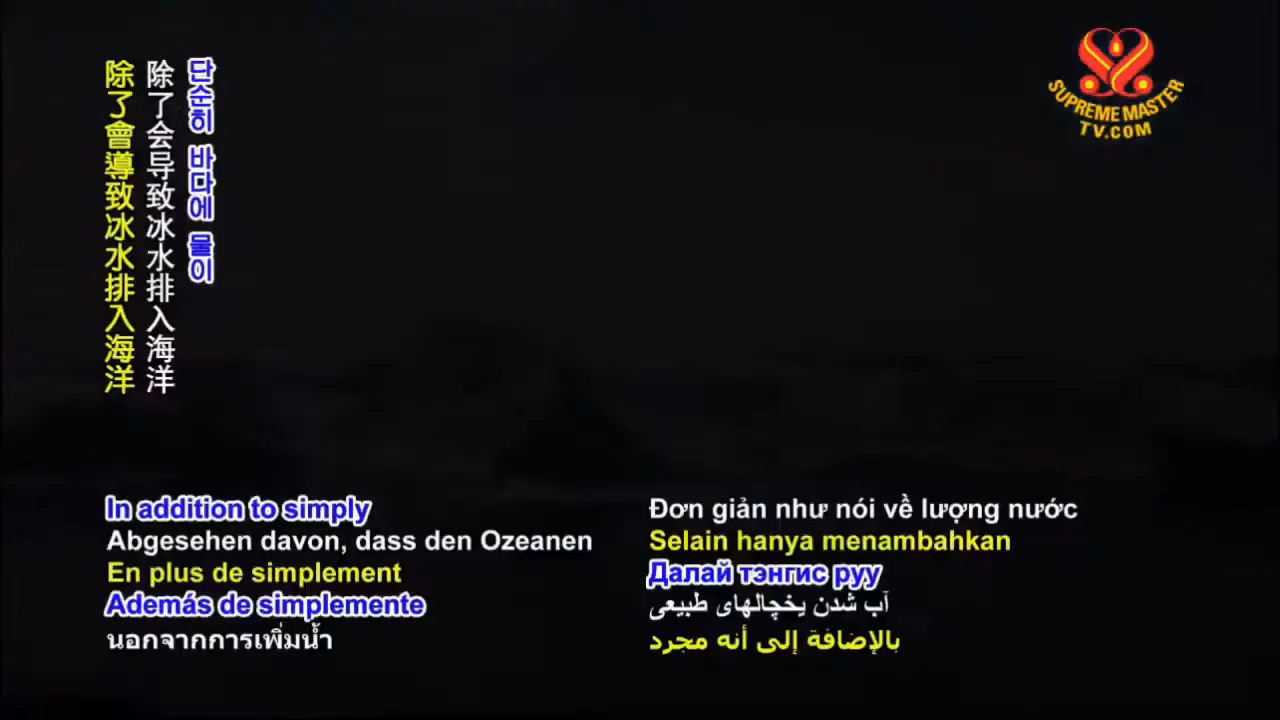 除了會導致冰水排入海洋
除了会导致冰水排入海洋
단순히 바다에 물이
SUPREME MASTER
TV.COM
In addition to simply
Abgesehen davon, dass den Ozeanen
En plus de simplement
Además de simplemente
นอกจากการเพิ่มน้ำ
Đơn giản như nói về lượng nước
Selain hanya menambahkan
Далай тэнгис рүү
آب شدن یخچالهای طبیعی
بالإضافة إلى أنه مجرد